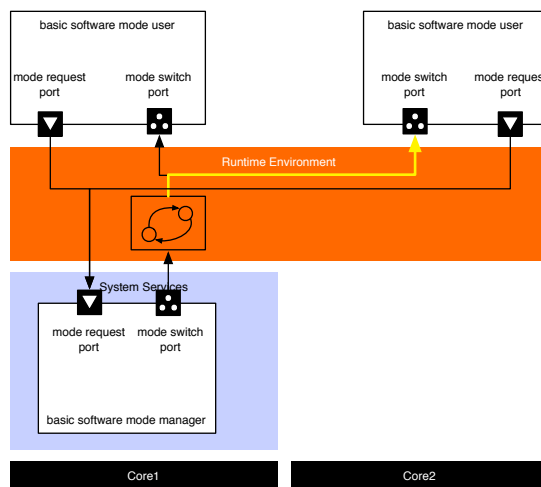 basic software mode user
basic software mode user
mode request
port
mode switch
port
mode switch
port
mode request
port
Runtime Environment
System Services
mode request
port
mode switch
port
basic software mode manager
Core1
Core2